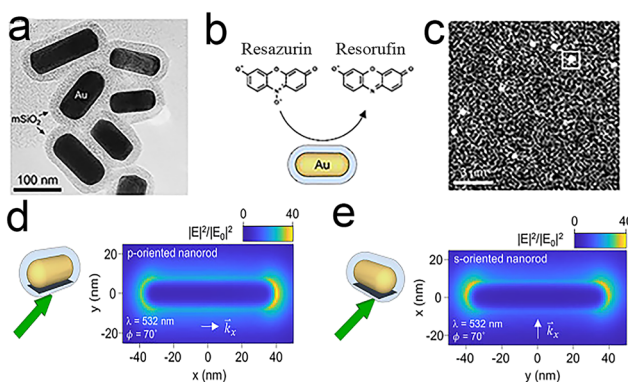 a
mSiO₂
Au
100 nm
b
Resazurin Resorufin
Au
c
d
|E|²/|E₀|²
0 40
p-oriented nanorod
λ = 532 nm
ϕ = 70˚
k⃗ₓ
y (nm)
20
0
-20
-40 -20 0 20 40
x (nm)
e
|E|²/|E₀|²
0 40
s-oriented nanorod
λ = 532 nm
ϕ = 70˚
k⃗ₓ
x (nm)
20
0
-20
-40 -20 0 20 40
y (nm)